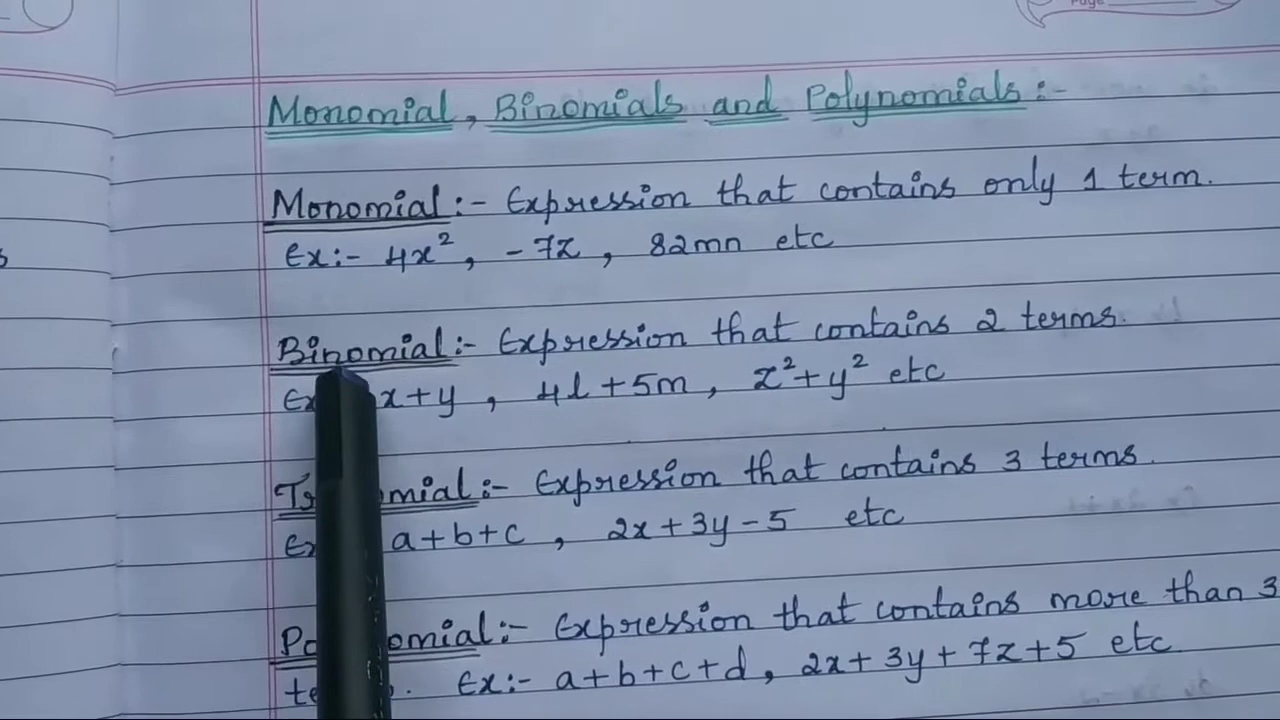 Page
Monomial, Binomials and Polynomials :-
Monomial :- Expression that contains only 1 term.
Ex :- 4x², -7z, 82mn etc
Binomial :- Expression that contains 2 terms.
x+y, 4l+5m, z²+y² etc
Expression that contains 3 terms.
a+b+c, 2x+3y-5 etc
Expression that contains more than 3
Ex :- a+b+c+d, 2x+3y+7z+5 etc